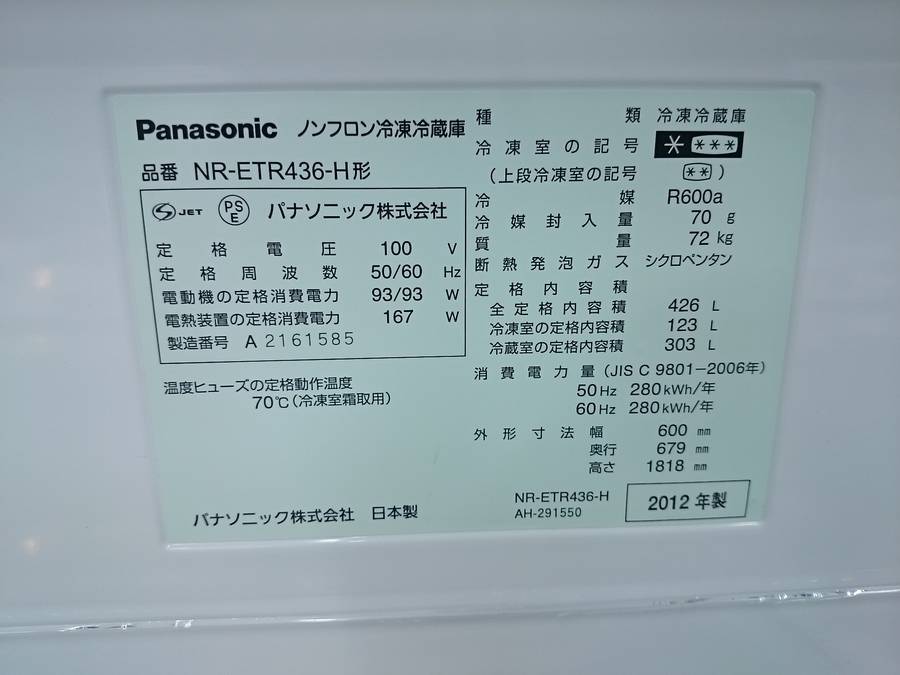 Panasonic ノンフロン冷凍冷蔵庫
品番 NR-ETR436-H形
JET PSE パナソニック株式会社
定格電圧 100 V
定格周波数 50/60 Hz
電動機の定格消費電力 93/93 W
電熱装置の定格消費電力 167 W
製造番号 A 2161585
温度ヒューズの定格動作温度
70℃(冷凍室霜取用)
パナソニック株式会社 日本製
種類 冷凍冷蔵庫
冷凍室の記号 * ***
(上段冷凍室の記号 ** )
冷媒 R600a
冷媒封入量 70 g
質量 72 kg
断熱発泡ガス シクロペンタン
定格内容積
全定格内容積 426 L
冷凍室の定格内容積 123 L
冷蔵室の定格内容積 303 L
消費電力量(JIS C 9801-2006年)
50Hz 280kWh/年
60Hz 280kWh/年
外形寸法 幅 600 mm
奥行 679 mm
高さ 1818 mm
NR-ETR436-H
AH-291550
2012年製